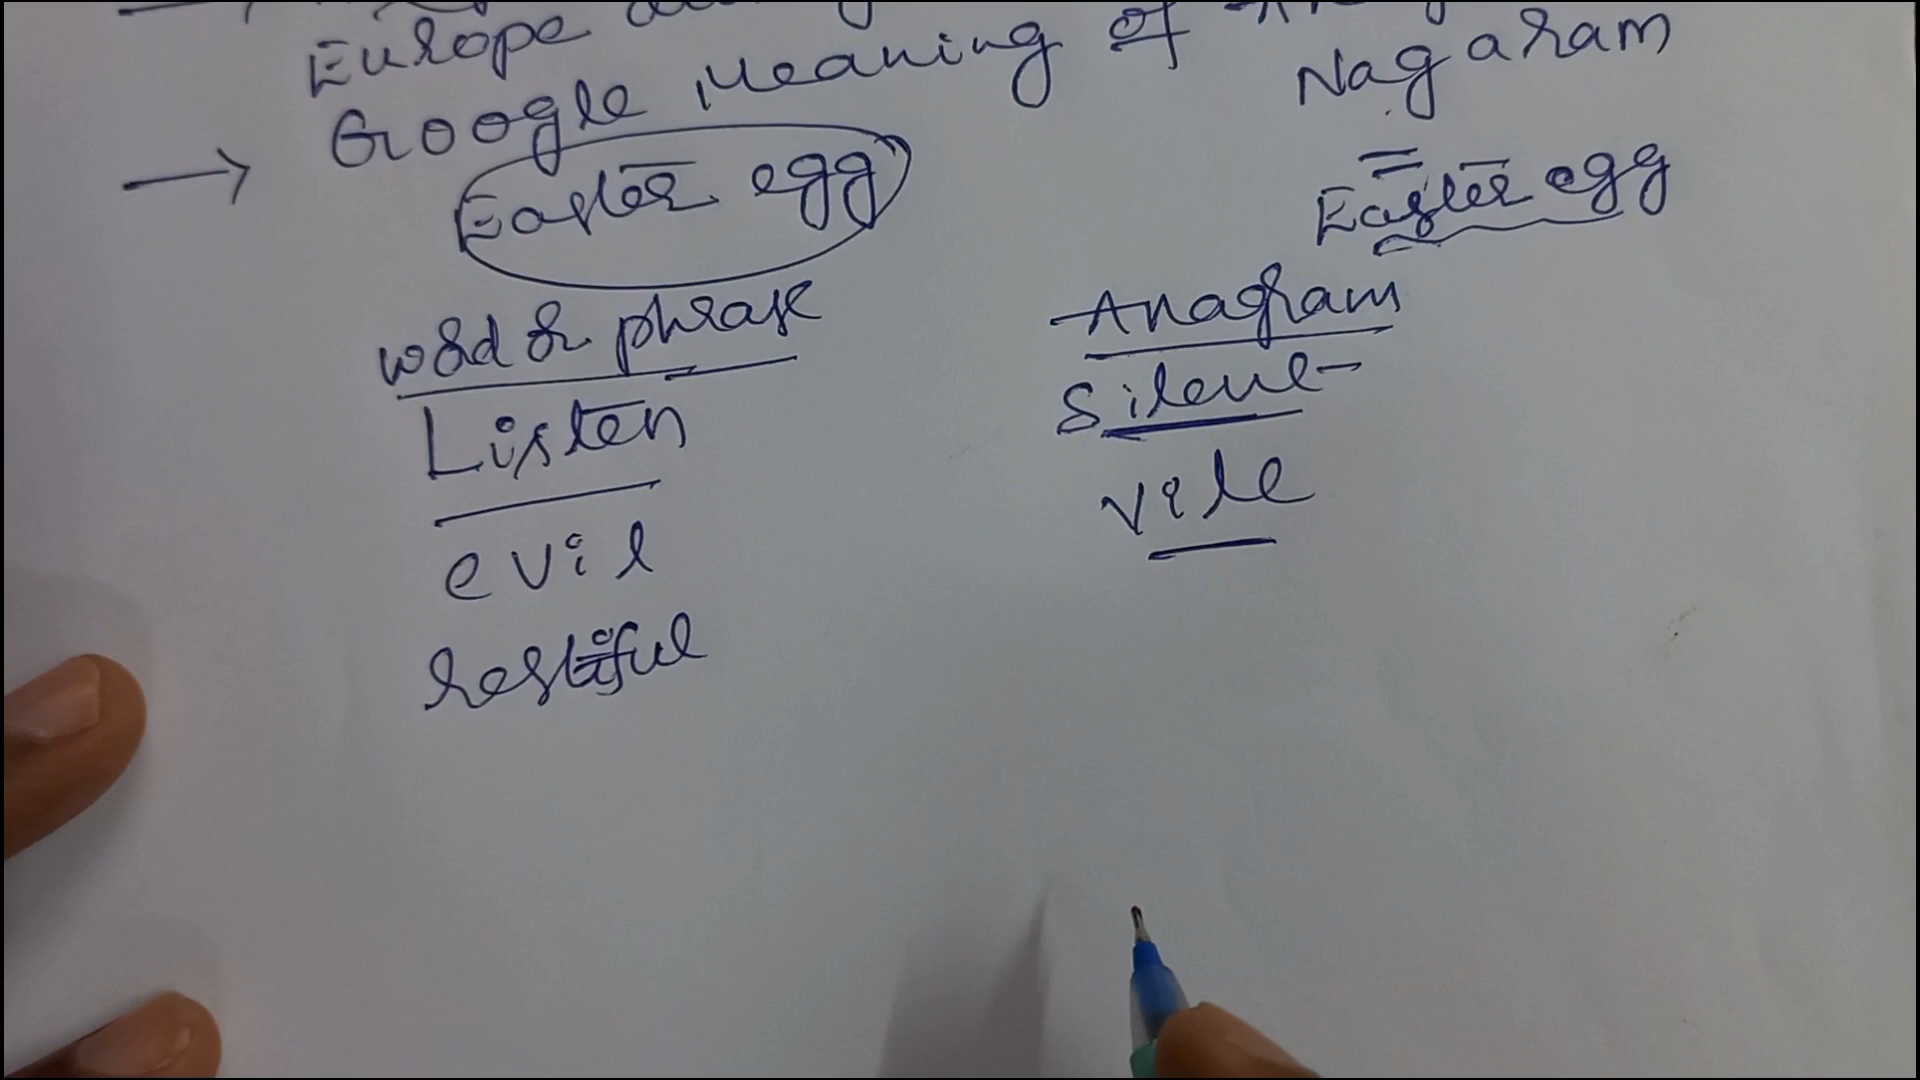 Europe
Google Meaning of
Nagaram
→ Easter egg
= Easter egg
word or phrase
Anagram
Listen
Silent
evil
vile
restful